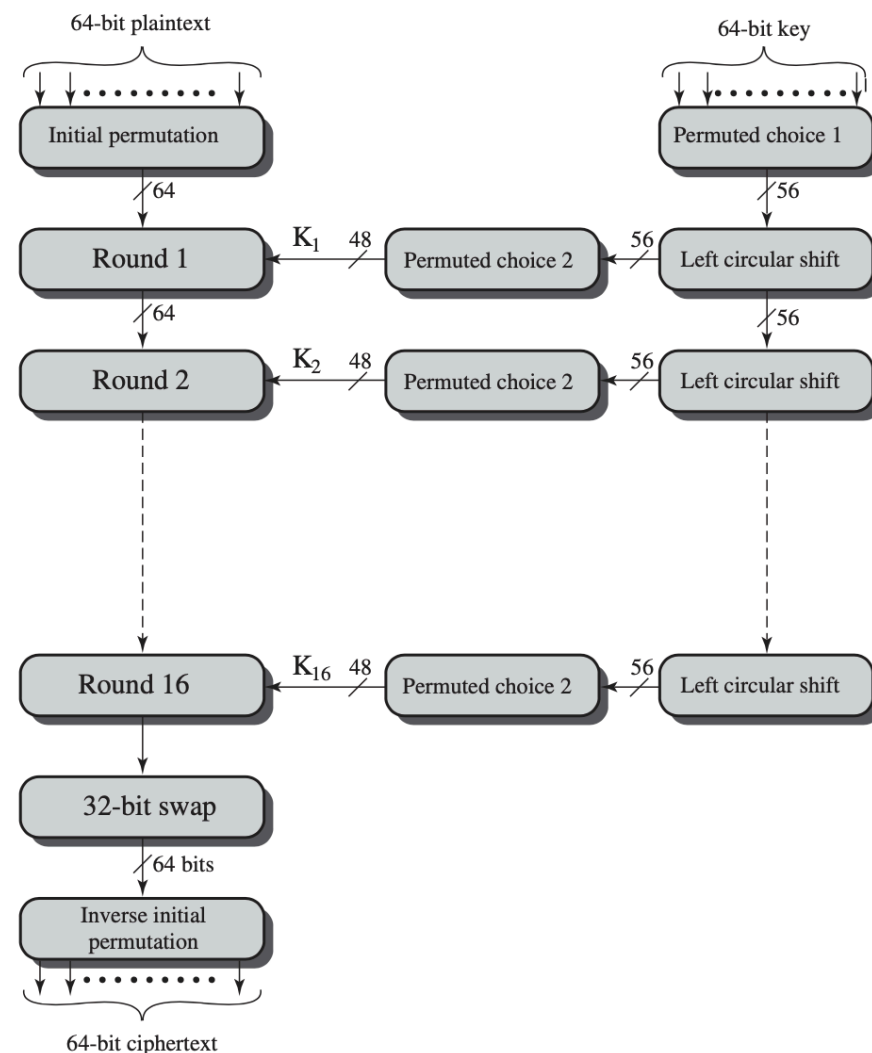 64-bit plaintext
64-bit key
Initial permutation
Permuted choice 1
64
56
Round 1
K1
48
Permuted choice 2
56
Left circular shift
64
56
Round 2
K2
48
Permuted choice 2
56
Left circular shift
Round 16
K16
48
Permuted choice 2
56
Left circular shift
32-bit swap
64 bits
Inverse initial
permutation
64-bit ciphertext